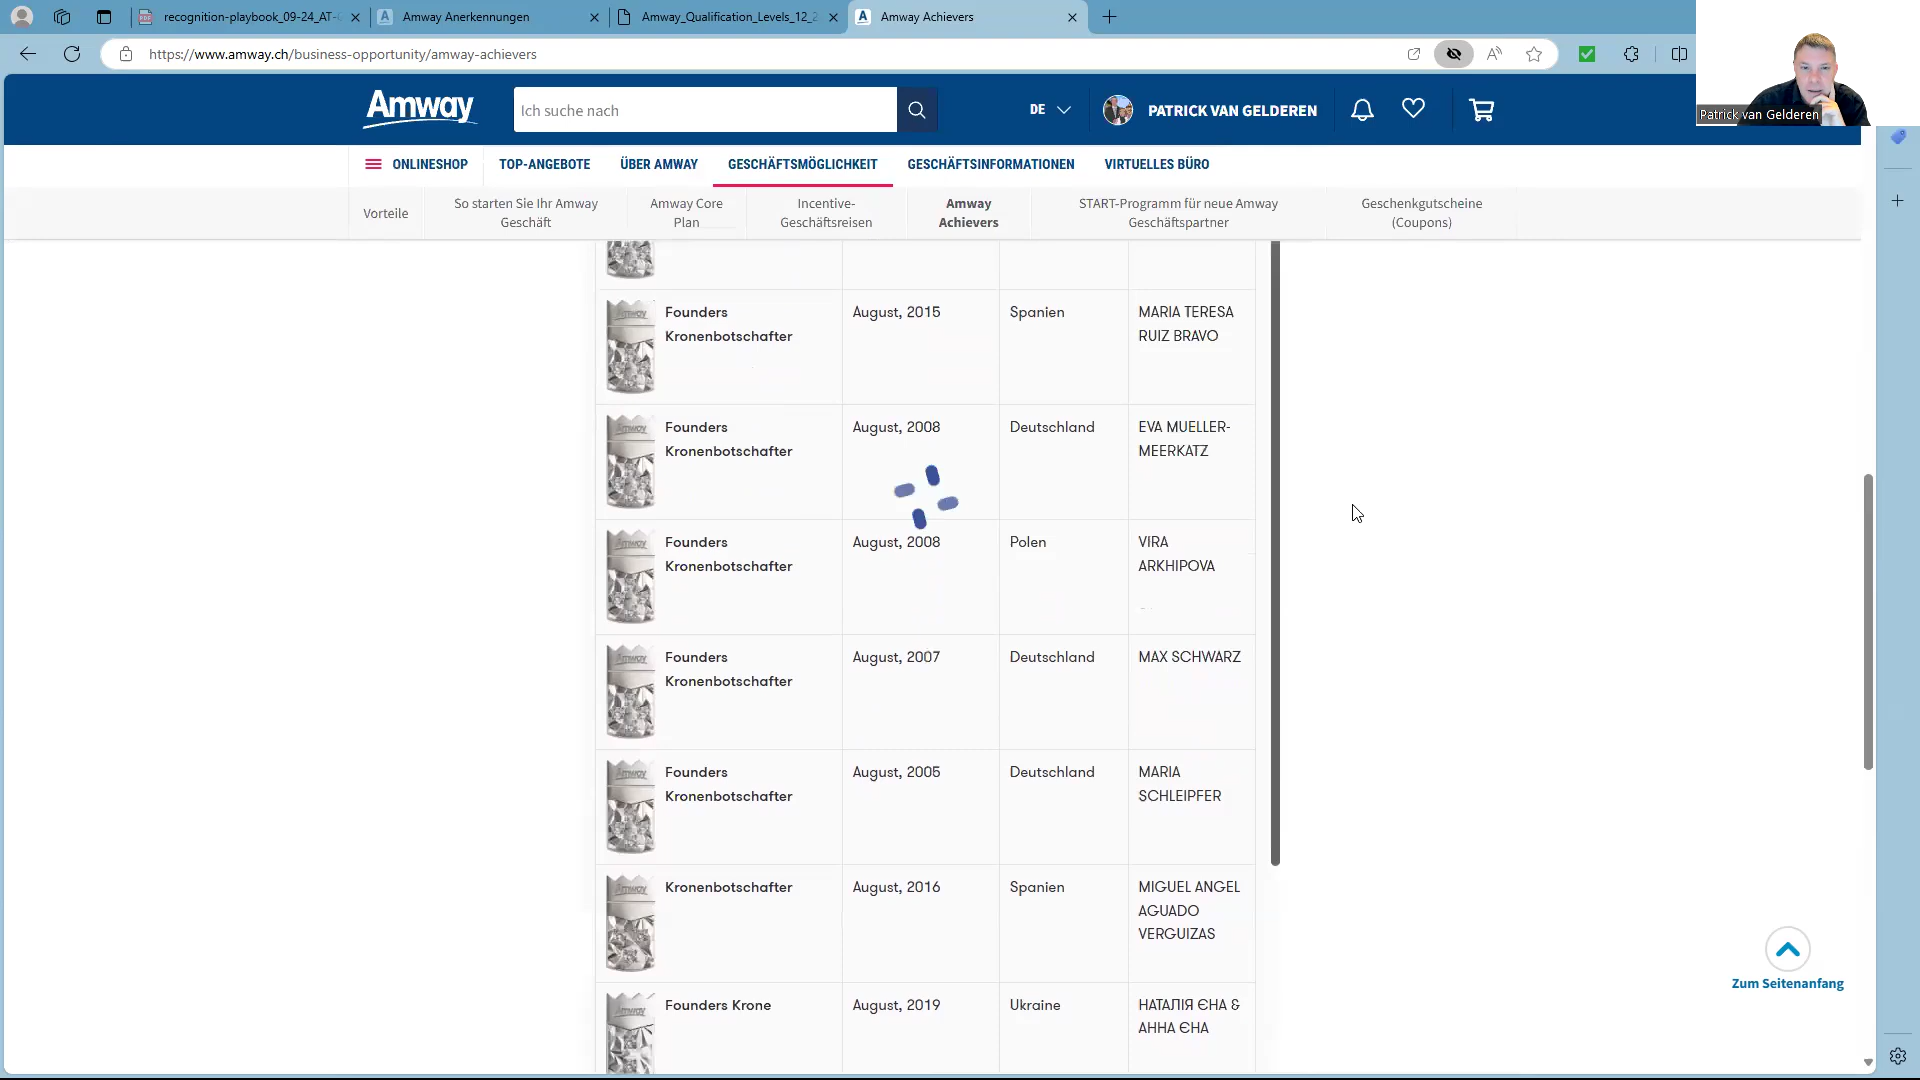 recognition-playbook_09-24_AT-
Amway Anerkennungen
Amway_Qualification_Levels_12_2
Amway Achievers
https://www.amway.ch/business-opportunity/amway-achievers
Amway
Ich suche nach
DE
PATRICK VAN GELDEREN
Patrick van Gelderen
ONLINESHOP
TOP-ANGEBOTE
ÜBER AMWAY
GESCHÄFTSMÖGLICHKEIT
GESCHÄFTSINFORMATIONEN
VIRTUELLES BÜRO
Vorteile
So starten Sie Ihr Amway
Geschäft
Amway Core
Plan
Incentive-
Geschäftsreisen
Amway
Achievers
START-Programm für neue Amway
Geschäftspartner
Geschenkgutscheine
(Coupons)
Founders
Kronenbotschafter
August, 2015
Spanien
MARIA TERESA
RUIZ BRAVO
Founders
Kronenbotschafter
August, 2008
Deutschland
EVA MUELLER-
MEERKATZ
Founders
Kronenbotschafter
August, 2008
Polen
VIRA
ARKHIPOVA
Founders
Kronenbotschafter
August, 2007
Deutschland
MAX SCHWARZ
Founders
Kronenbotschafter
August, 2005
Deutschland
MARIA
SCHLEIPFER
Kronenbotschafter
August, 2016
Spanien
MIGUEL ANGEL
AGUADO
VERGUIZAS
Founders Krone
August, 2019
Ukraine
НАТАЛІЯ ЄНА &
АННА ЄНА
Zum Seitenanfang